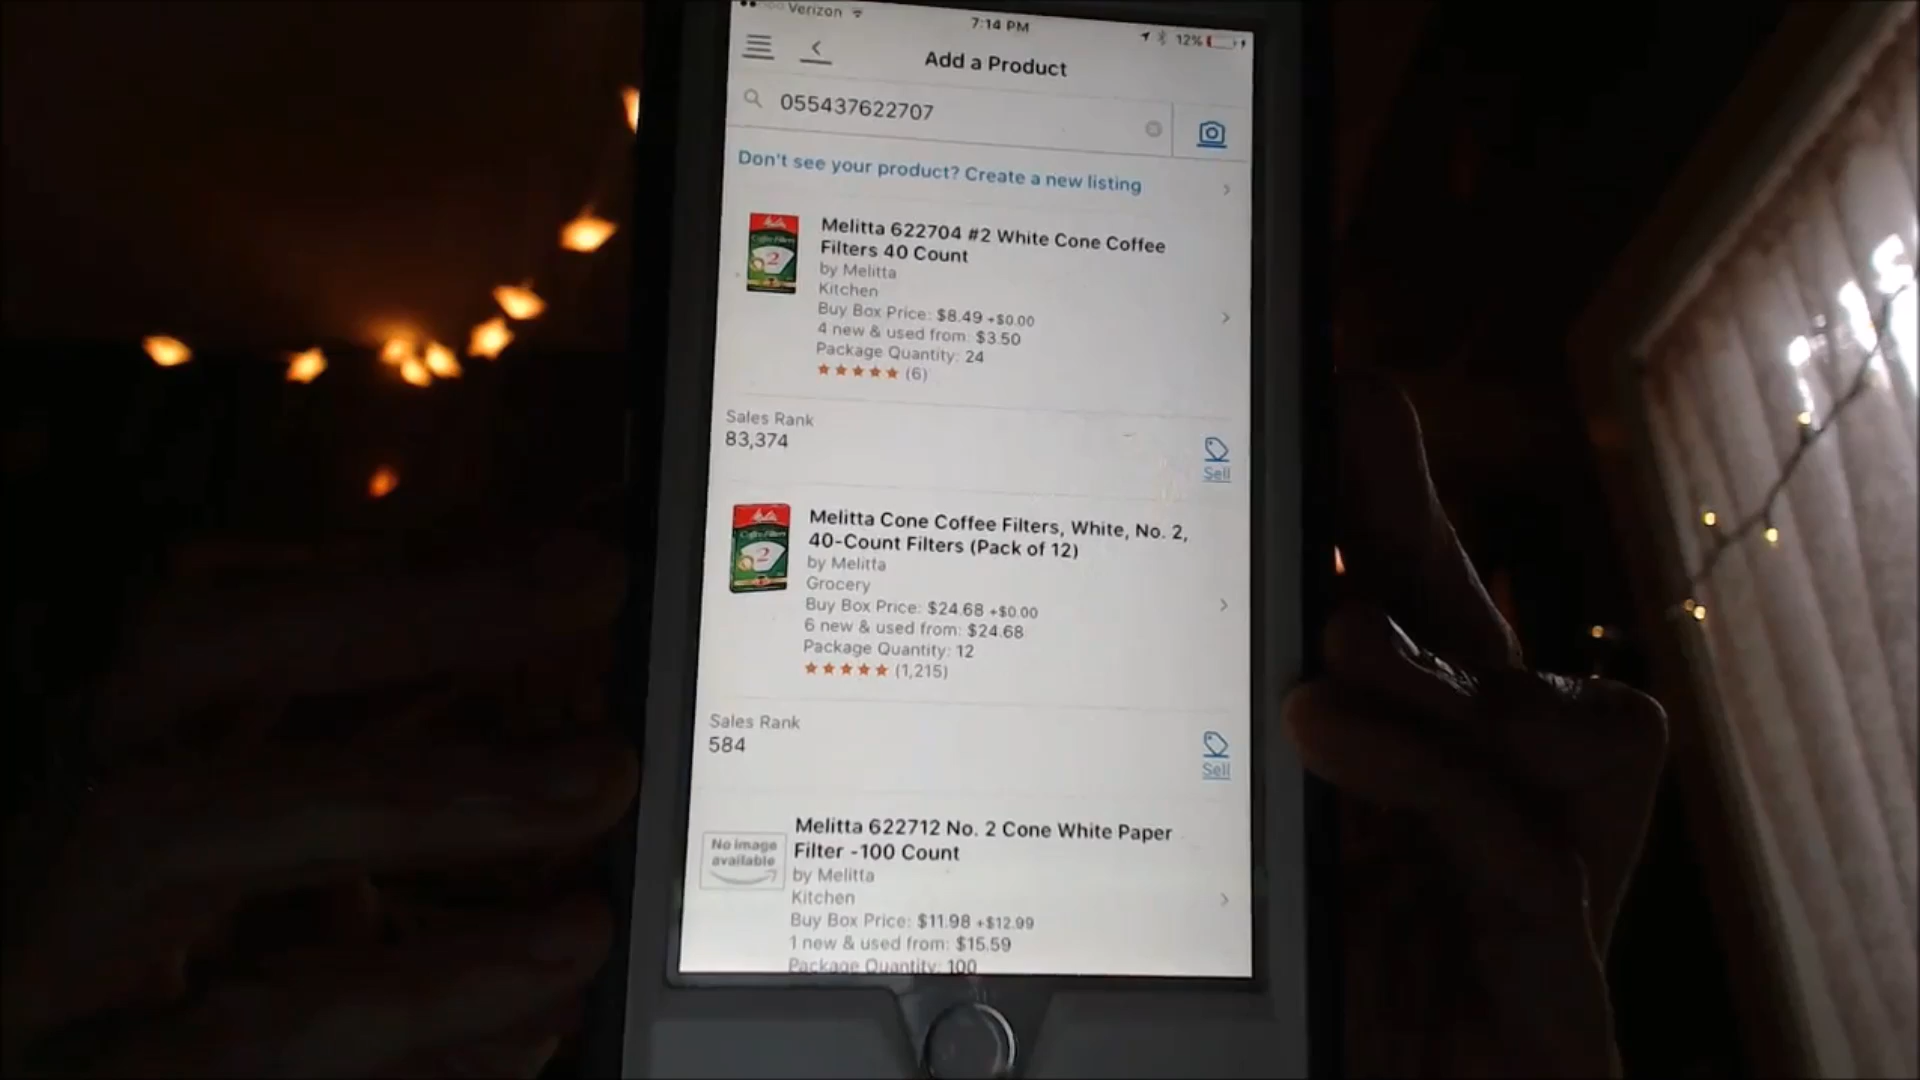 Verizon 7:14 PM 12%
Add a Product
055437622707
Don't see your product? Create a new listing
Melitta 622704 #2 White Cone Coffee
Filters 40 Count
by Melitta
Kitchen
Buy Box Price: $8.49 +$0.00
4 new & used from: $3.50
Package Quantity: 24
(6)
Sales Rank
83,374
Sell
Melitta Cone Coffee Filters, White, No. 2,
40-Count Filters (Pack of 12)
by Melitta
Grocery
Buy Box Price: $24.68 +$0.00
6 new & used from: $24.68
Package Quantity: 12
(1,215)
Sales Rank
584
Sell
No image
available
Melitta 622712 No. 2 Cone White Paper
Filter -100 Count
by Melitta
Kitchen
Buy Box Price: $11.98 +$12.99
1 new & used from: $15.59
Package Quantity: 100